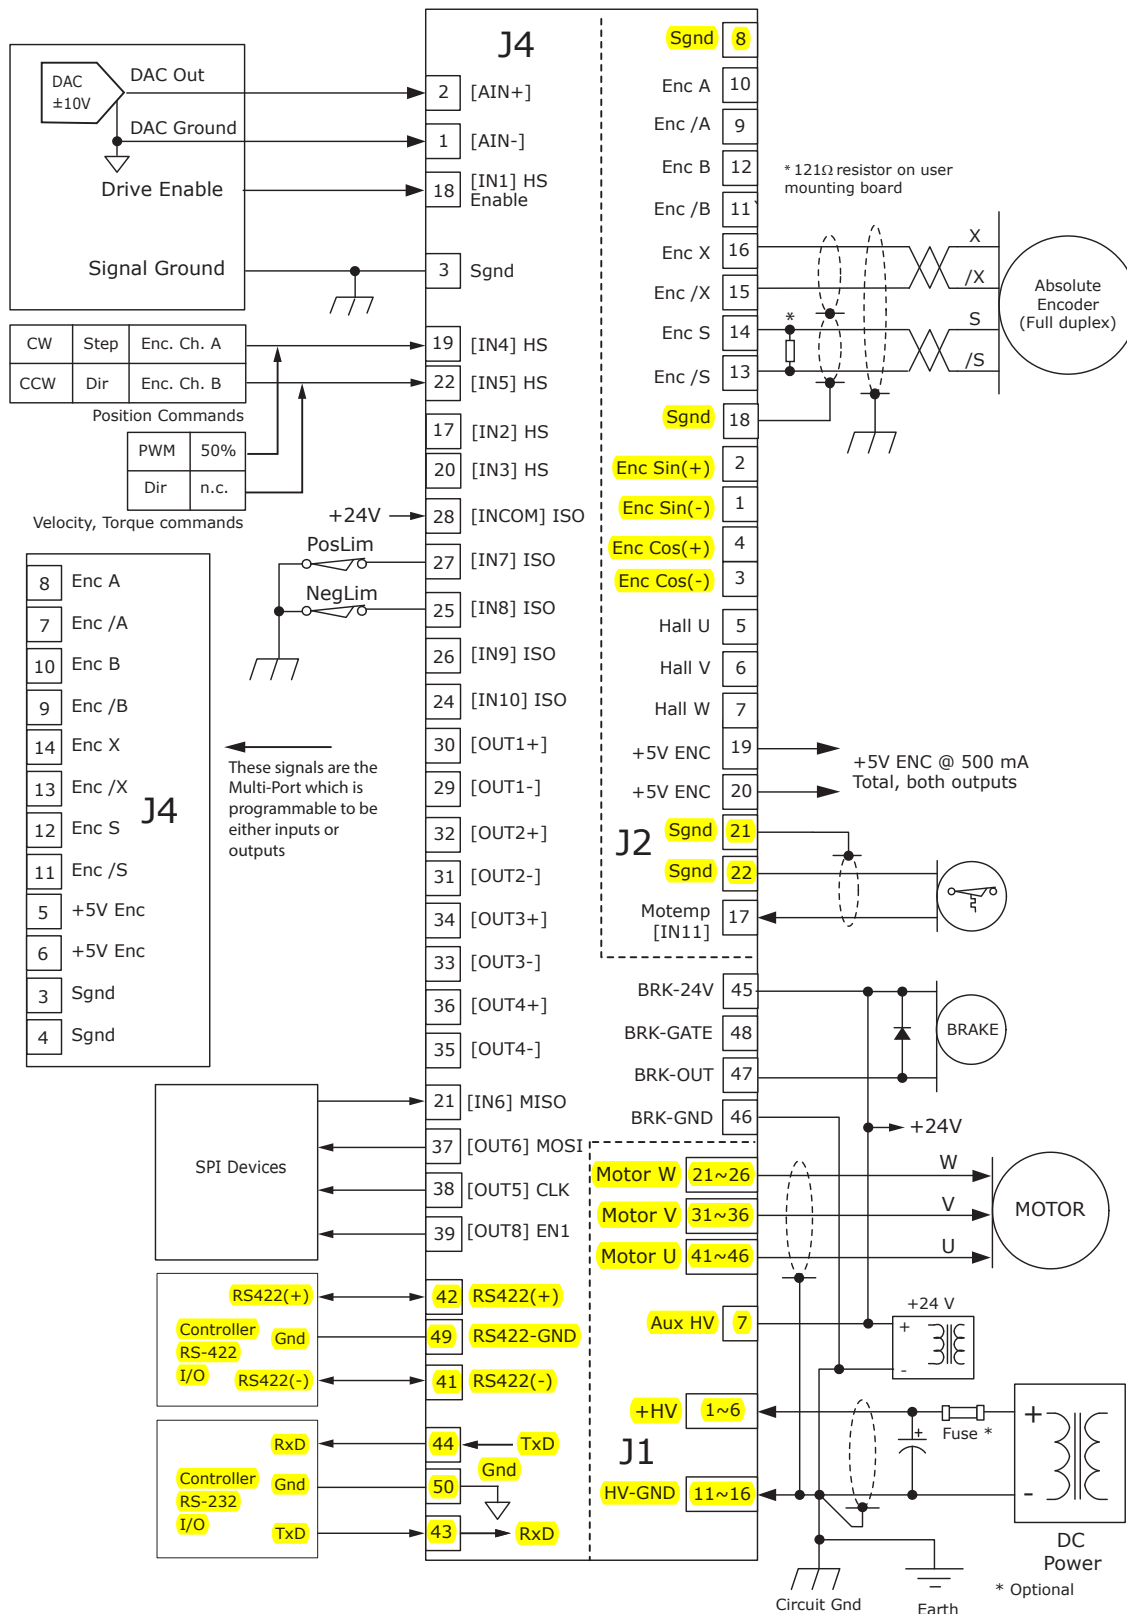 J4
DAC
±10V
DAC Out
DAC Ground
Drive Enable
Signal Ground
2 [AIN+]
1 [AIN-]
18 [IN1] HS
Enable
3 Sgnd
CW Step Enc. Ch. A
CCW Dir Enc. Ch. B
Position Commands
PWM 50%
Dir n.c.
Velocity, Torque commands
19 [IN4] HS
22 [IN5] HS
17 [IN2] HS
20 [IN3] HS
+24V 28 [INCOM] ISO
PosLim 27 [IN7] ISO
NegLim 25 [IN8] ISO
26 [IN9] ISO
24 [IN10] ISO
30 [OUT1+]
29 [OUT1-]
32 [OUT2+]
31 [OUT2-]
34 [OUT3+]
33 [OUT3-]
36 [OUT4+]
35 [OUT4-]
8 Enc A
7 Enc /A
10 Enc B
9 Enc /B
14 Enc X
13 Enc /X
12 Enc S
11 Enc /S
5 +5V Enc
6 +5V Enc
3 Sgnd
4 Sgnd
J4
These signals are the
Multi-Port which is
programmable to be
either inputs or
outputs
SPI Devices
21 [IN6] MISO
37 [OUT6] MOSI
38 [OUT5] CLK
39 [OUT8] EN1
Controller
RS-422
I/O
RS422(+)
Gnd
RS422(-)
42 RS422(+)
49 RS422-GND
41 RS422(-)
Controller
RS-232
I/O
RxD
Gnd
TxD
44 TxD
50 Gnd
43 RxD
Sgnd 8
Enc A 10
Enc /A 9
Enc B 12
Enc /B 11`
Enc X 16
Enc /X 15
Enc S 14
Enc /S 13
Sgnd 18
Enc Sin(+) 2
Enc Sin(-) 1
Enc Cos(+) 4
Enc Cos(-) 3
Hall U 5
Hall V 6
Hall W 7
+5V ENC 19
+5V ENC 20
J2
Sgnd 21
Sgnd 22
Motemp
[IN11] 17
* 121Ω resistor on user
mounting board
X
/X
*
S
/S
Absolute
Encoder
(Full duplex)
+5V ENC @ 500 mA
Total, both outputs
BRK-24V 45
BRK-GATE 48
BRK-OUT 47
BRK-GND 46
BRAKE
+24V
Motor W 21~26 W
Motor V 31~36 V
Motor U 41~46 U
MOTOR
Aux HV 7
+24 V
+
-
+HV 1~6
J1
HV-GND 11~16
+
Fuse *
+
-
DC
Power
* Optional
Circuit Gnd
Earth